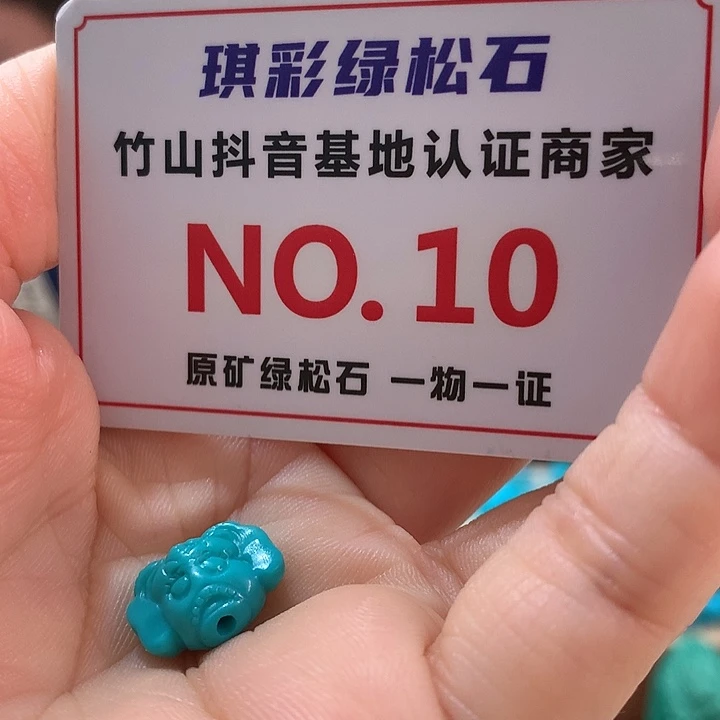 琪彩绿松石
竹山抖音基地认证商家
NO.10
原矿绿松石 一物一证